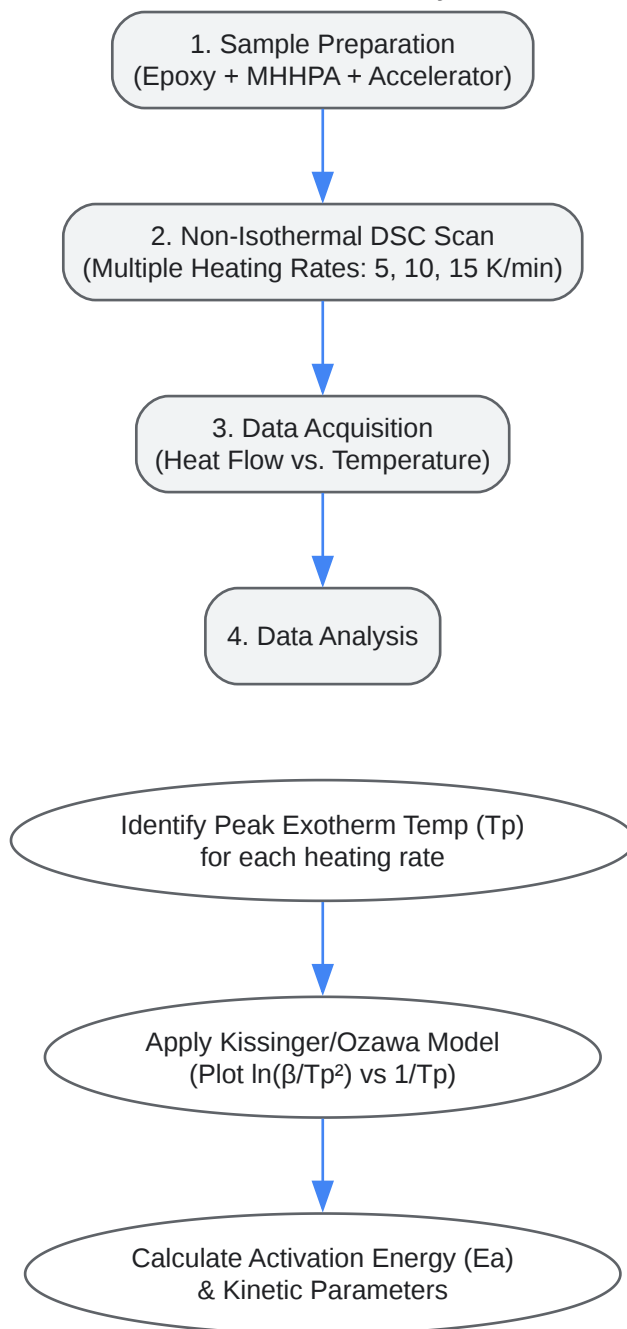 1. Sample Preparation
(Epoxy + MHHPA + Accelerator)
2. Non-Isothermal DSC Scan
(Multiple Heating Rates: 5, 10, 15 K/min)
3. Data Acquisition
(Heat Flow vs. Temperature)
4. Data Analysis
Identify Peak Exotherm Temp (Tp)
for each heating rate
Apply Kissinger/Ozawa Model
(Plot ln(β/Tp²) vs 1/Tp)
Calculate Activation Energy (Ea)
& Kinetic Parameters